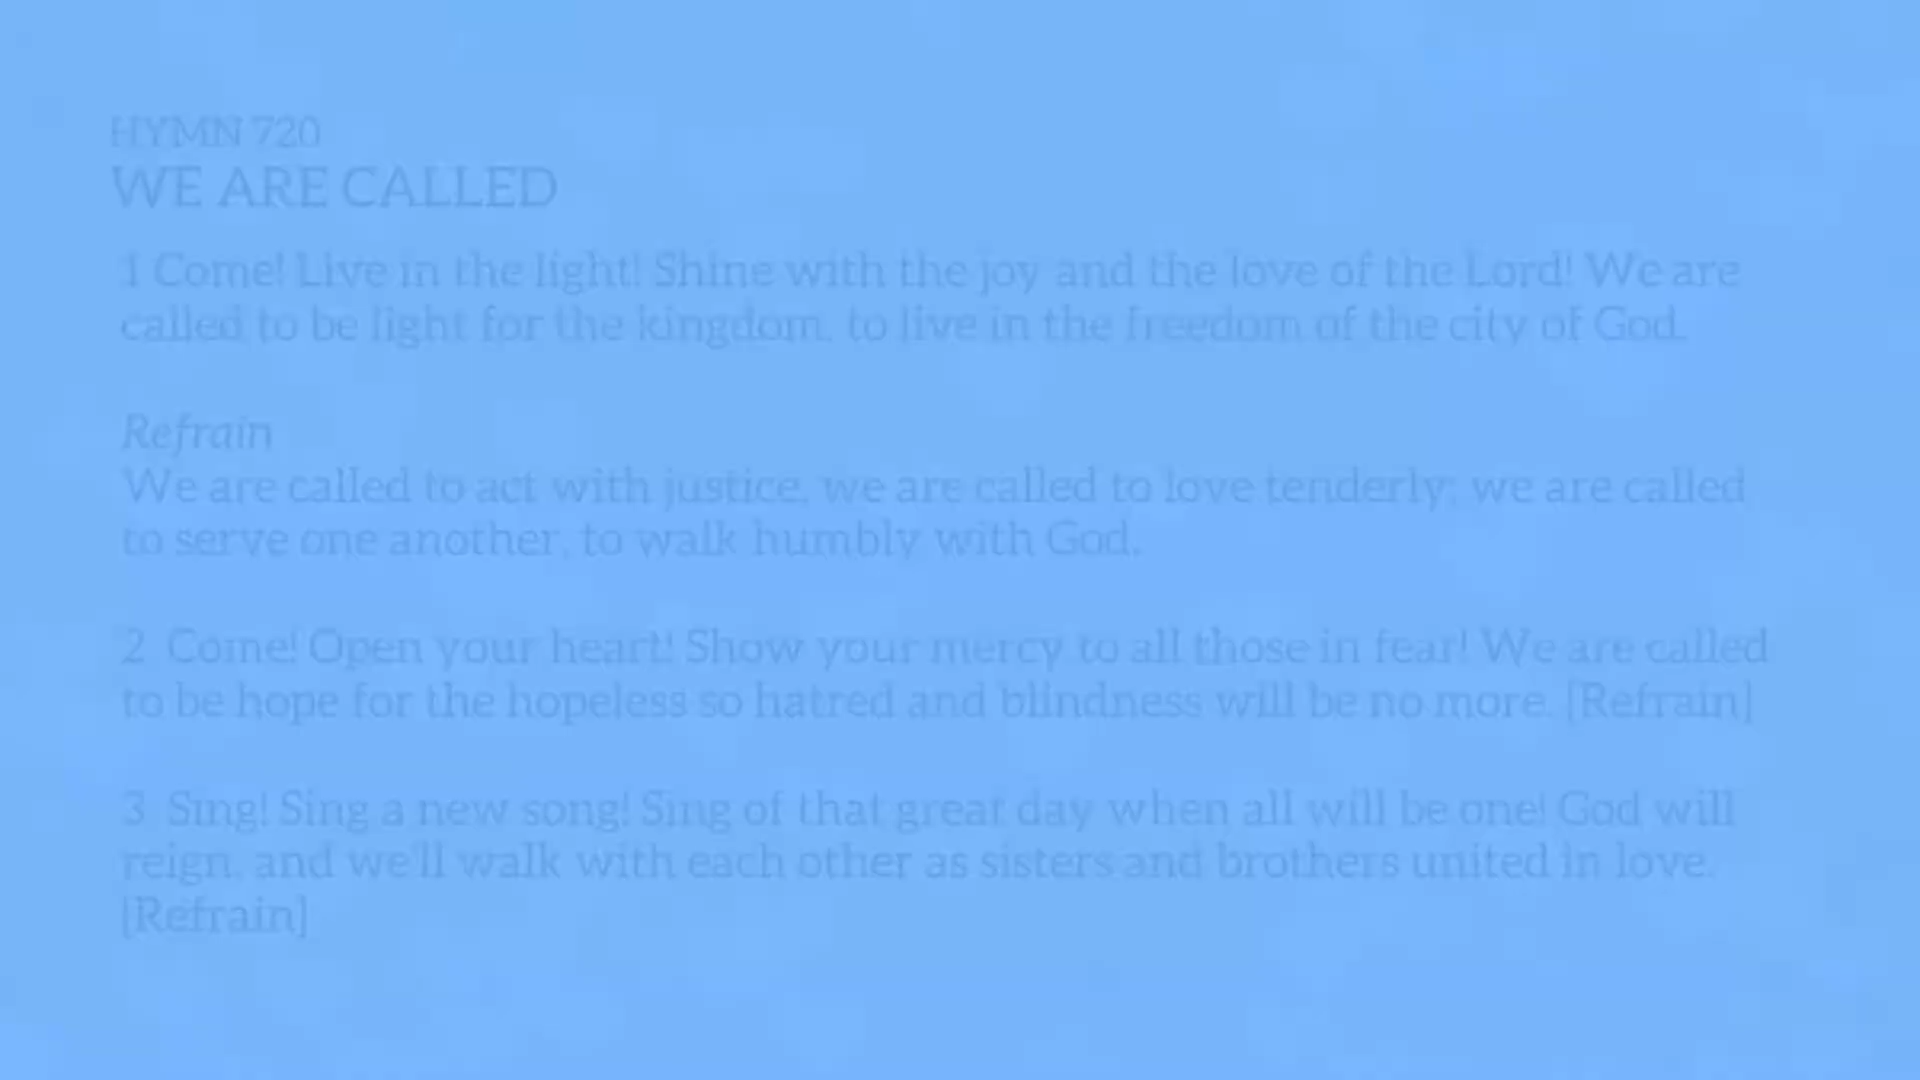 HYMN 720
WE ARE CALLED
1 Come! Live in the light! Shine with the joy and the love of the Lord! We are
called to be light for the kingdom, to live in the freedom of the city of God.
Refrain
We are called to act with justice, we are called to love tenderly; we are called
to serve one another, to walk humbly with God.
2 Come! Open your heart! Show your mercy to all those in fear! We are called
to be hope for the hopeless so hatred and blindness will be no more. [Refrain]
3 Sing! Sing a new song! Sing of that great day when all will be one! God will
reign, and we'll walk with each other as sisters and brothers united in love.
[Refrain]